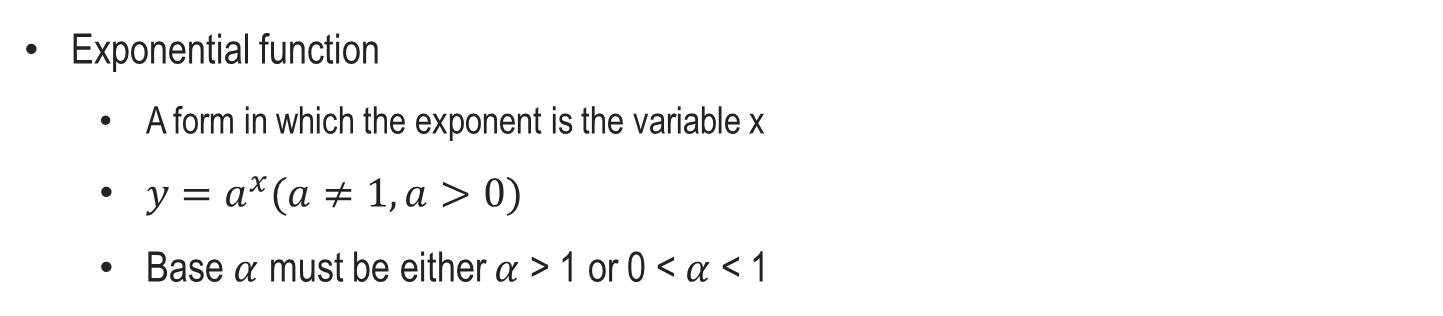 • Exponential function
• A form in which the exponent is the variable x
• y = aˣ(a ≠ 1, a > 0)
• Base α must be either α > 1 or 0 < α < 1